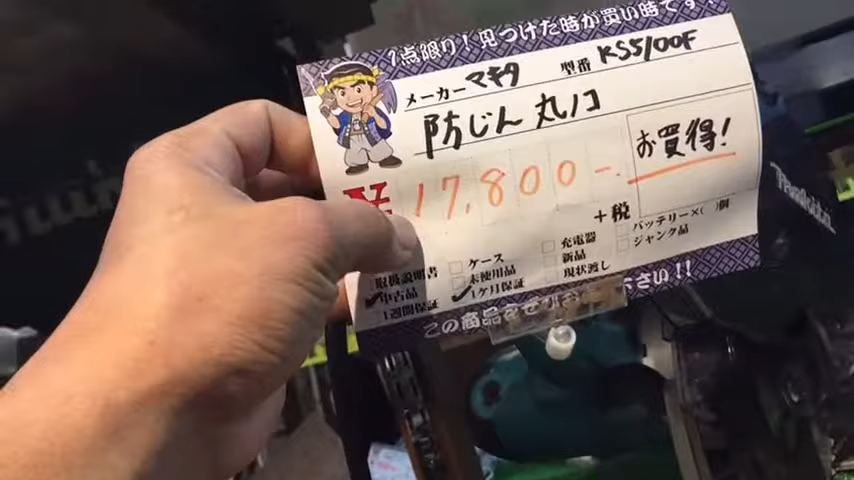 1点限り!見つけた時が買い時です!
メーカー マキタ 型番 KS5100F
防じん 丸ノコ
お買得!
¥17,800-.
+税
バッテリー×( )個
取扱説明書 ケース 充電器 ジャンク品
中古品 未使用品 新品
1週間保証 1ヶ月保証 現状渡し
この商品を
さい!!
Makita